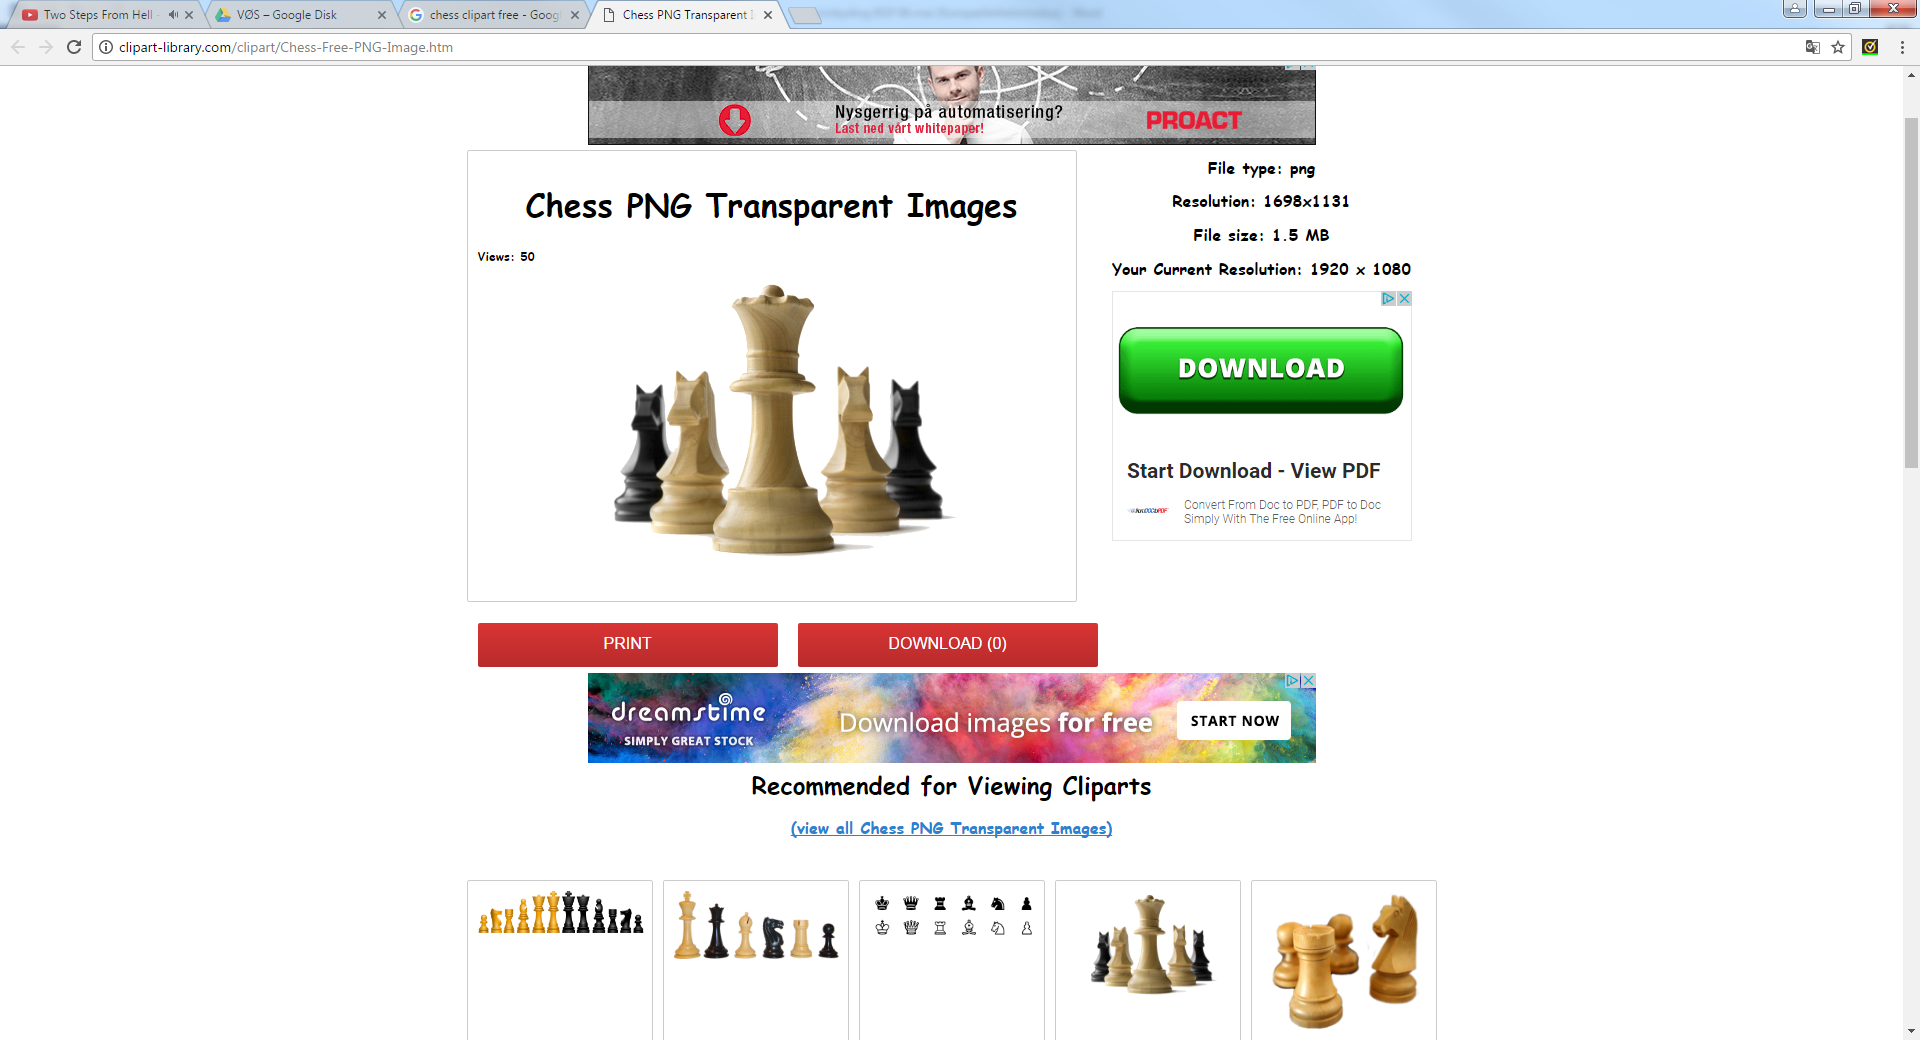 Two Steps From Hell -
VØS – Google Disk
chess clipart free - Goog
Chess PNG Transparent I
clipart-library.com/clipart/Chess-Free-PNG-Image.htm
Nysgerrig på automatisering?
Last ned vårt whitepaper!
PROACT
Chess PNG Transparent Images
Views: 50
File type: png
Resolution: 1698x1131
File size: 1.5 MB
Your Current Resolution: 1920 x 1080
DOWNLOAD
Start Download - View PDF
Convert From Doc to PDF, PDF to Doc
Simply With The Free Online App!
PRINT
DOWNLOAD (0)
dreamstime
SIMPLY GREAT STOCK
Download images for free
START NOW
Recommended for Viewing Cliparts
(view all Chess PNG Transparent Images)